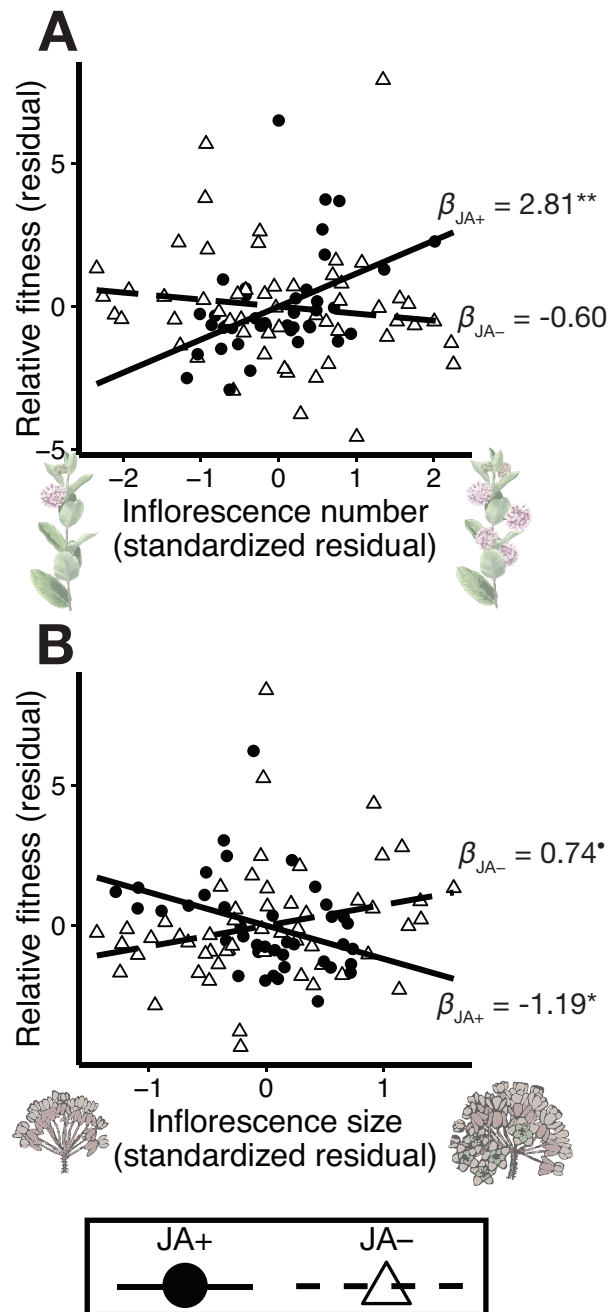 A
Relative fitness (residual)
5
0
−5
β JA+ = 2.81**
β JA− = -0.60
−2 −1 0 1 2
Inflorescence number
(standardized residual)
B
Relative fitness (residual)
5
0
β JA− = 0.74•
β JA+ = -1.19*
−1 0 1
Inflorescence size
(standardized residual)
JA+ JA−